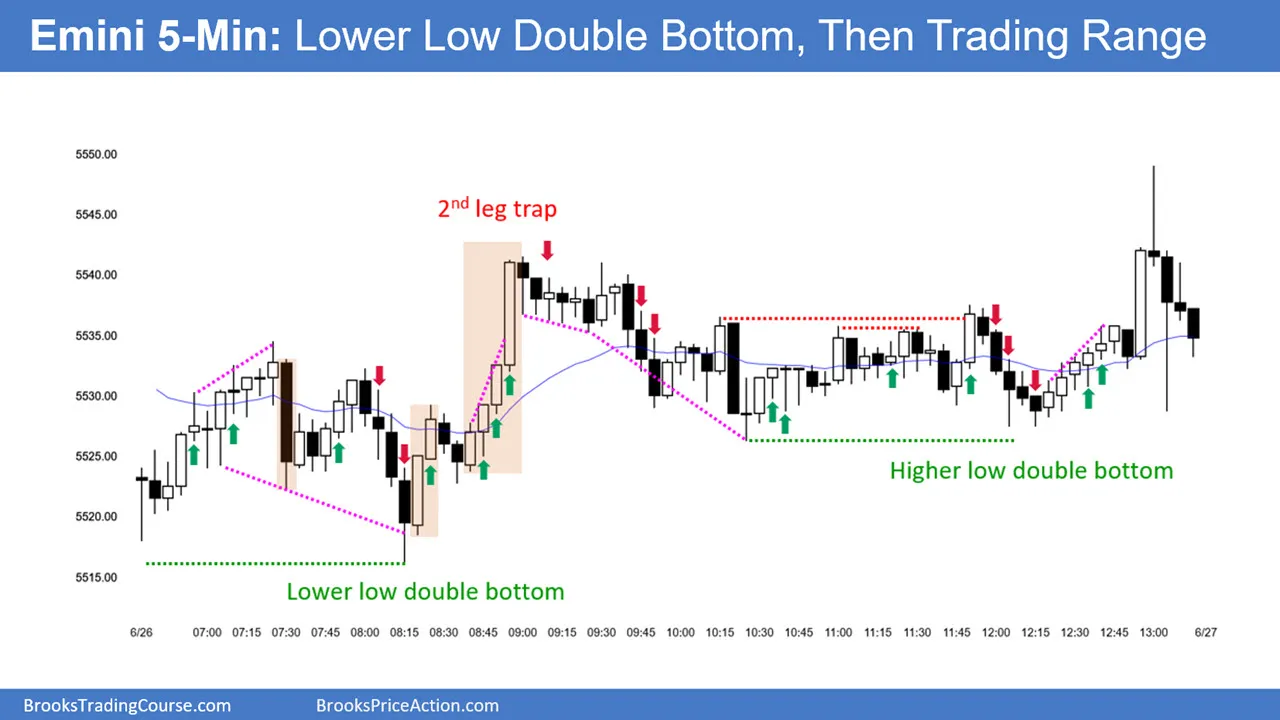 Emini 5-Min: Lower Low Double Bottom, Then Trading Range
5550.00
2nd leg trap
5545.00
5540.00
5535.00
5530.00
5525.00
Higher low double bottom
5520.00
5515.00
Lower low double bottom
6/26 07:00 07:15 07:30 07:45 08:00 08:15 08:30 08:45 09:00 09:15 09:30 09:45 10:00 10:15 10:30 10:45 11:00 11:15 11:30 11:45 12:00 12:15 12:30 12:45 13:00 6/27
BrooksTradingCourse.com BrooksPriceAction.com